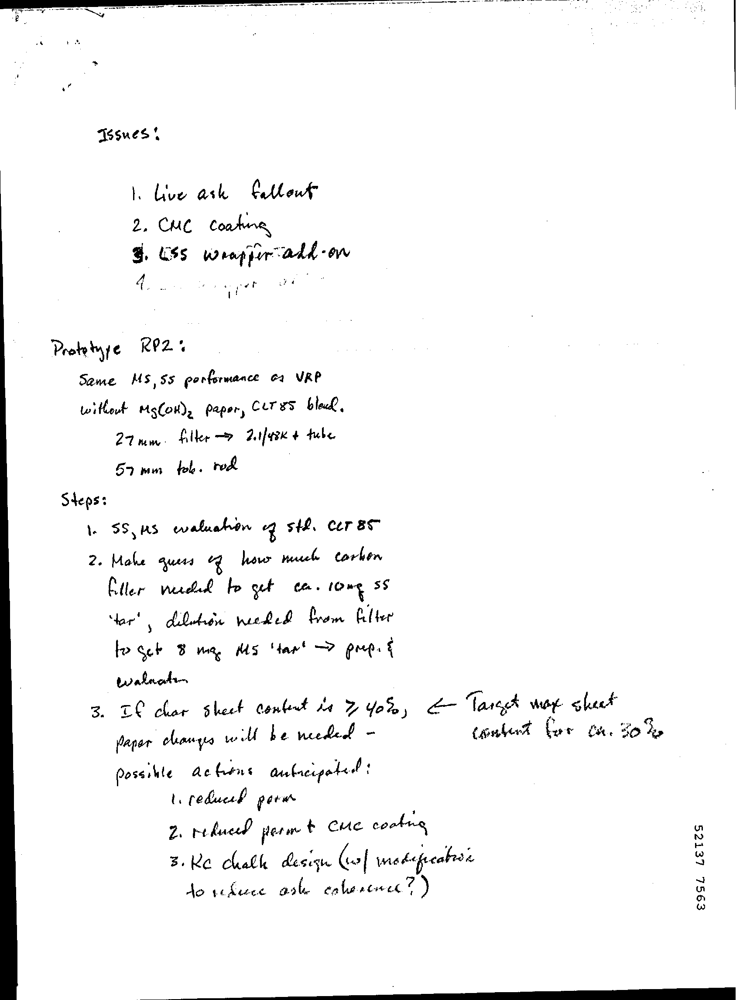 Issues:
1. Live ash fallout
2. CMC coating
3. LSS wrapper add-on
4.
Prototype RP2:
Same MS, SS performance as VRP
without Mg(OH)2 paper, CLT 85 blend.
27 mm filter → 2.1/48K + tube
57 mm tob. rod
Steps:
1. SS, MS evaluation of std. CLT 85
2. Make guess of how much carbon
filler needed to get ca. 10 mg SS
'tar', dilution needed from filter
to get 8 mg MS 'tar' → prep. &
evaluate
3. If char sheet content is ≥ 40%, ← Target max sheet
paper changes will be needed - content for ca. 30%
possible actions anticipated:
1. reduced perm
2. reduced perm + CMC coating
3. KC chalk design (w/ modification
to reduce ash coherence?)
52137 7563